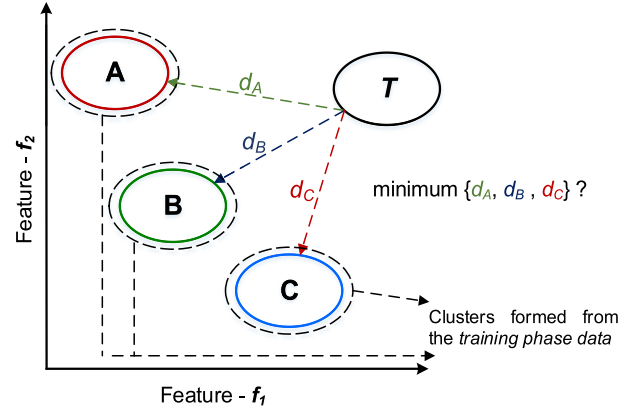 A
T
d_A
d_B
B
d_C
minimum {d_A, d_B , d_C} ?
C
Clusters formed from
the training phase data
Feature - f_2
Feature - f_1